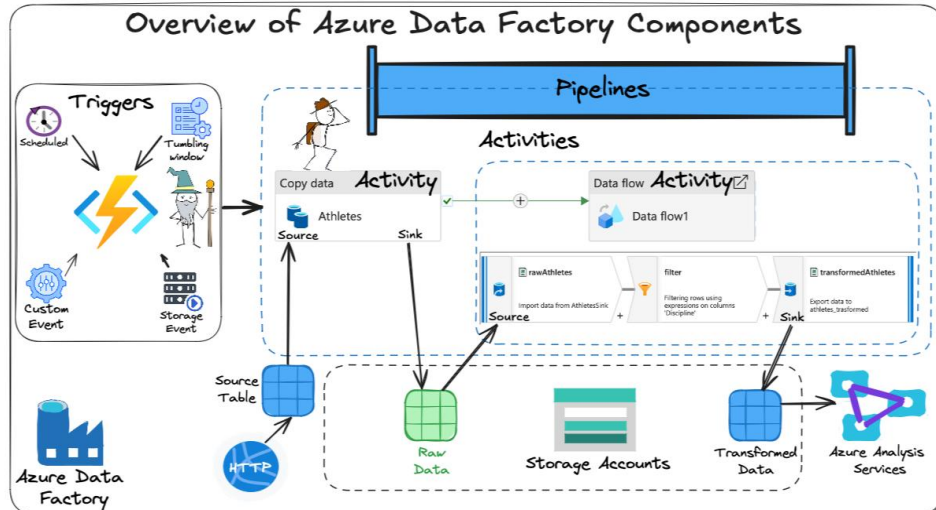 Overview of Azure Data Factory Components
Pipelines
Triggers
Scheduled
Tumbling
window
Custom
Event
Storage
Event
Activities
Copy data
Activity
Athletes
Source
Sink
Data flow
Activity
Data flow1
rawAthletes
Import data from AthletesSink
Source
+
filter
Filtering rows using
expressions on columns
'Discipline'
+
transformedAthletes
Export data to
athletes_trasformed
Sink
Source
Table
HTTP
Raw
Data
Storage Accounts
Transformed
Data
Azure Analysis
Services
Azure Data
Factory